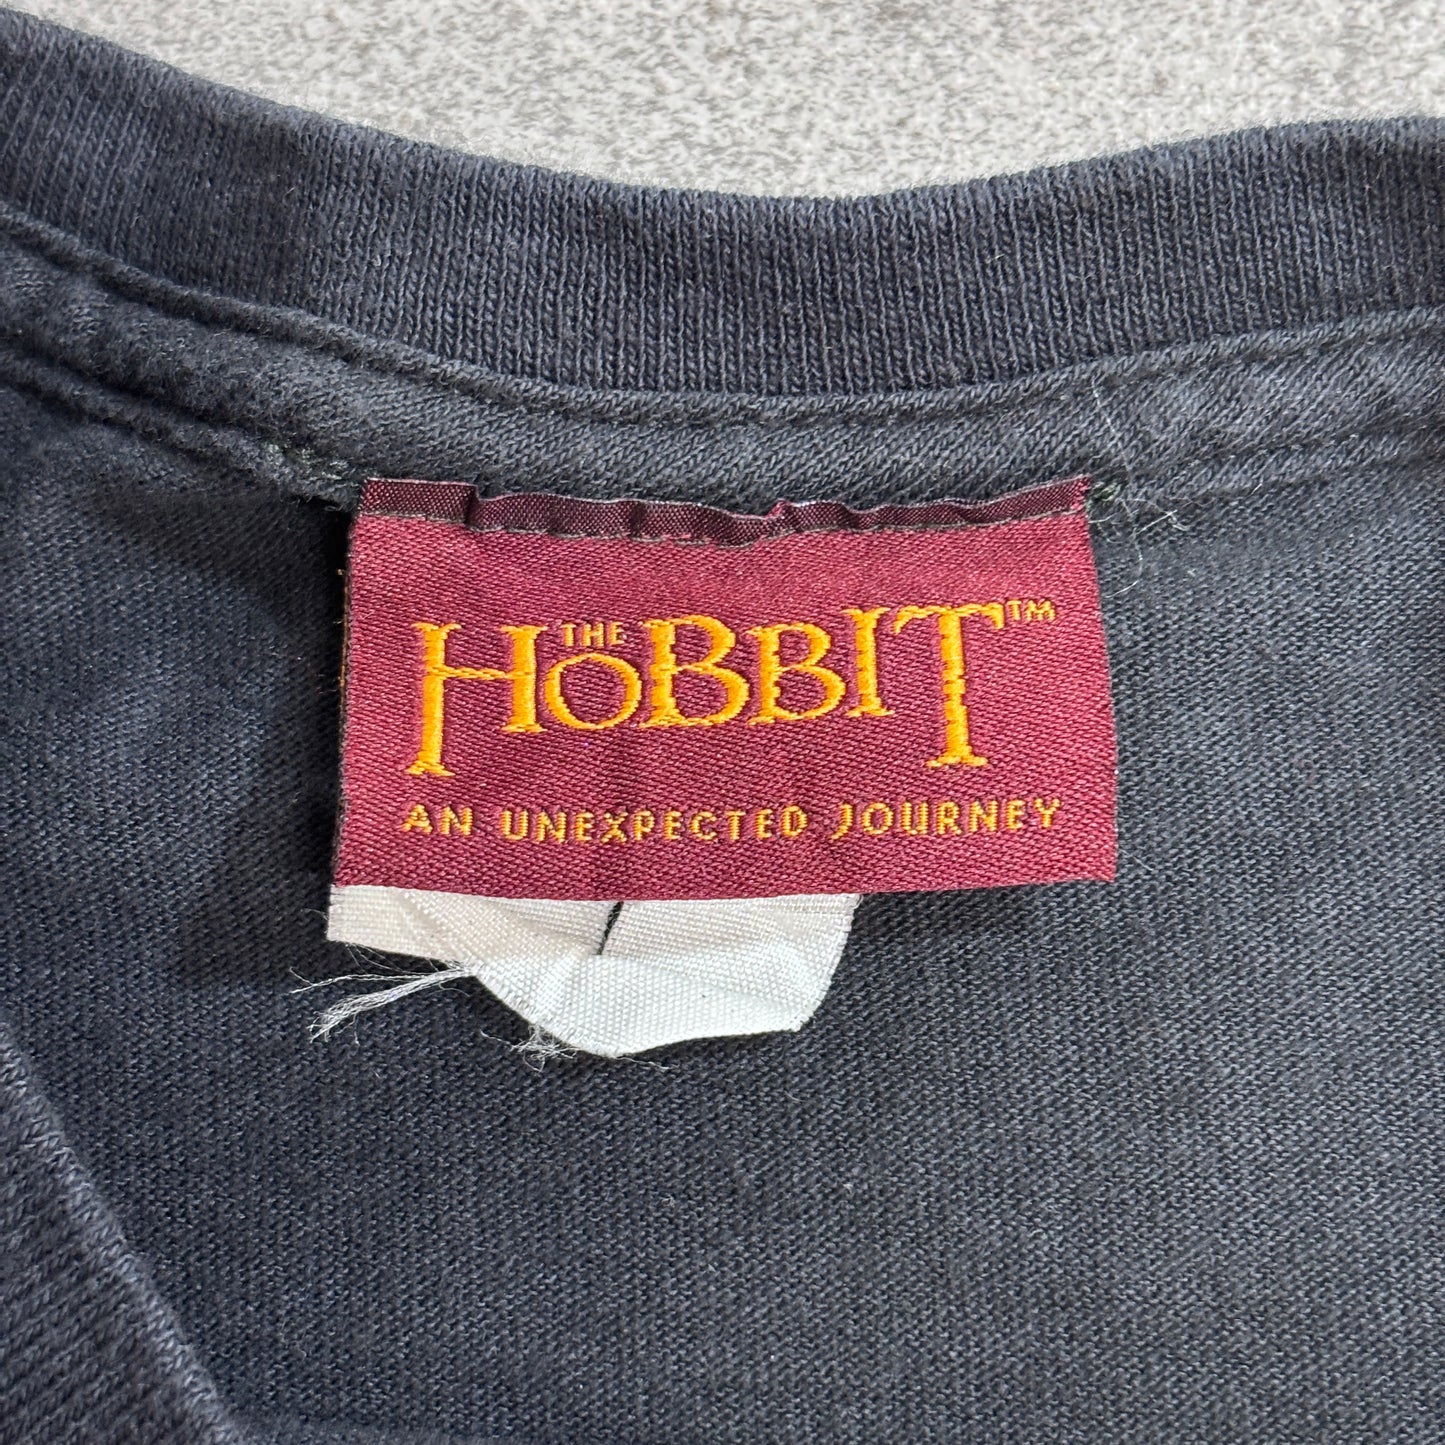 THE
HOBBIT™
AN UNEXPECTED JOURNEY